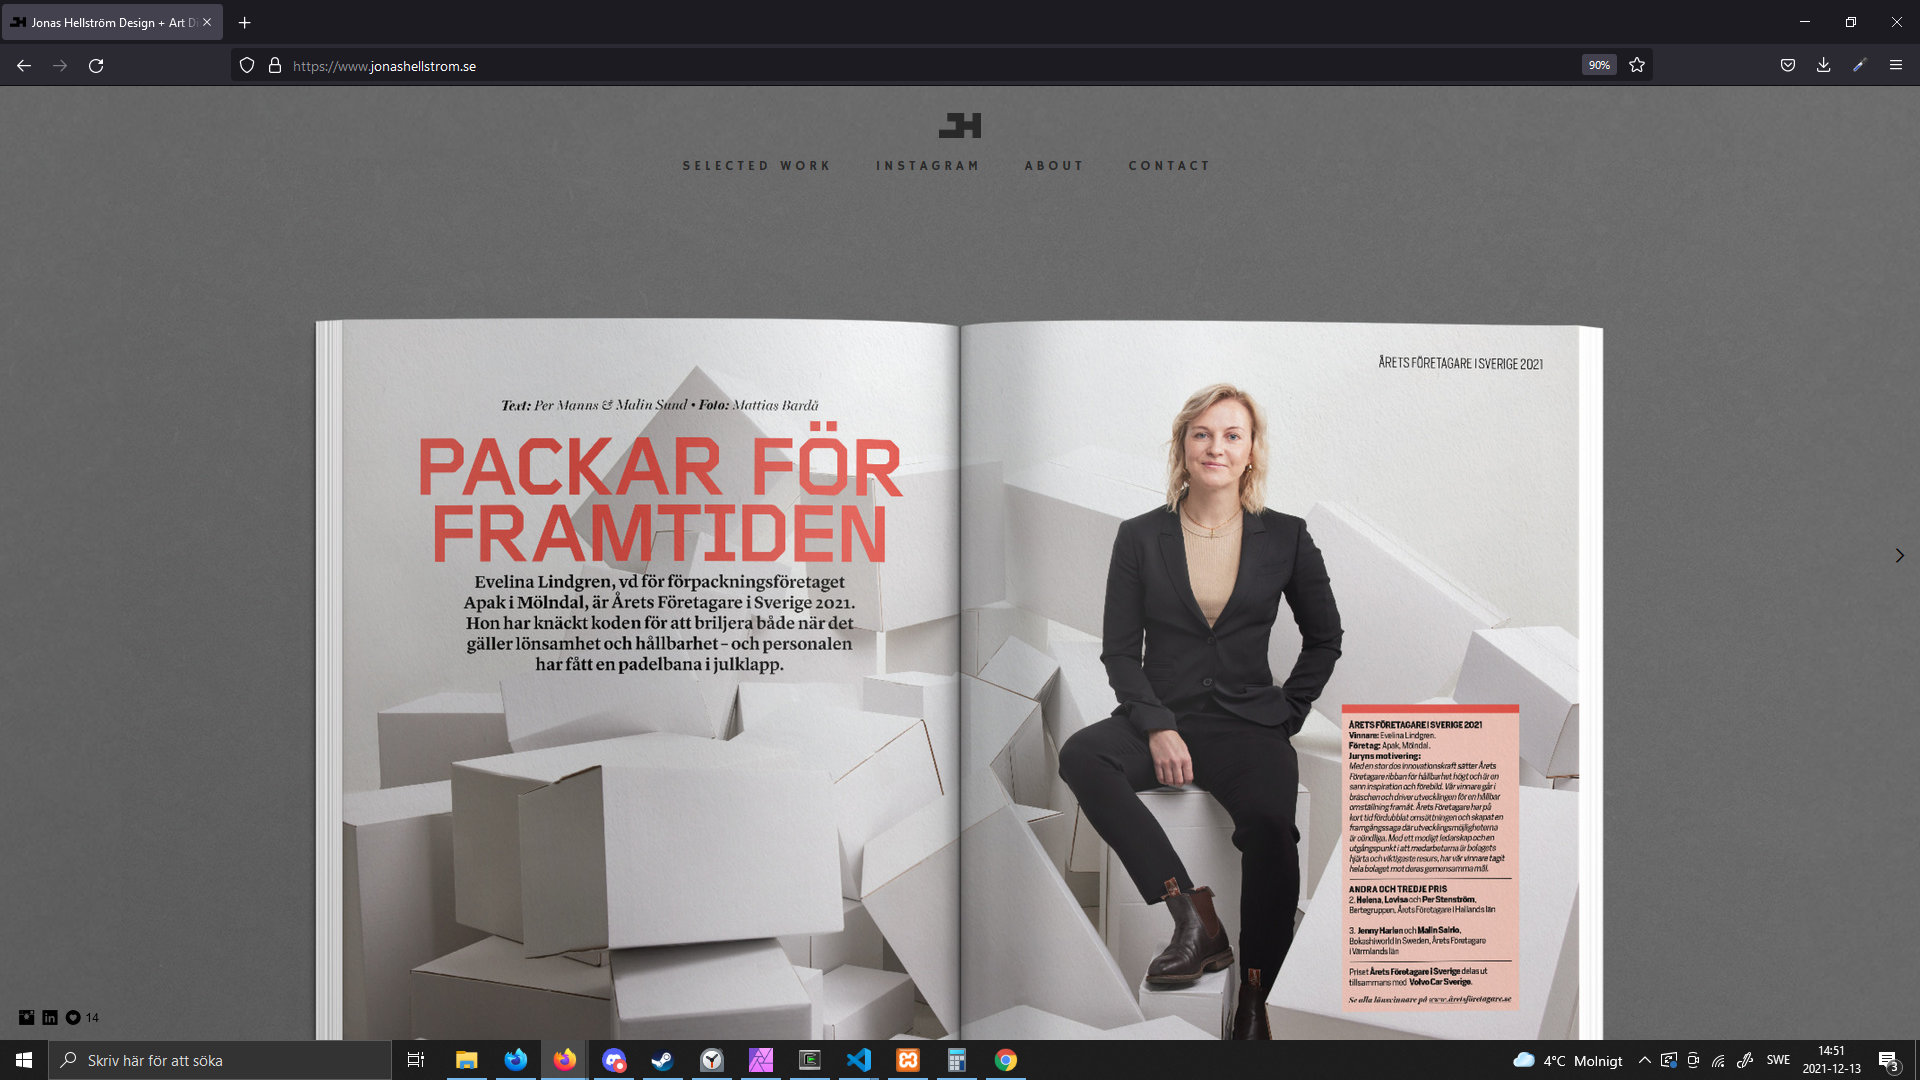 Jonas Hellström Design + Art Di
https://www.jonashellstrom.se
90%
JH
SELECTED WORK
INSTAGRAM
ABOUT
CONTACT
Text: Per Manns & Malin Sund • Foto: Mattias Bardå
PACKAR FÖR
FRAMTIDEN
Evelina Lindgren, vd för förpackningsföretaget
Apak i Mölndal, är Årets Företagare i Sverige 2021.
Hon har knäckt koden för att briljera både när det
gäller lönsamhet och hållbarhet – och personalen
har fått en padelbana i julklapp.
ÅRETS FÖRETAGARE I SVERIGE 2021
ÅRETS FÖRETAGARE I SVERIGE 2021
Vinnare: Evelina Lindgren.
Företag: Apak, Mölndal.
Juryns motivering:
Med en stor dos innovationskraft sätter Årets
Företagare ribban för hållbarhet högt och är en
sann inspiration och förebild. Vår vinnare går i
bräschen och driver utvecklingen för en hållbar
omställning framåt. Årets Företagare har på
kort tid fördubblat omsättningen och skapat en
framgångssaga där utvecklingsmöjligheterna
är oändliga. Med ett modigt ledarskap och en
utgångspunkt i att medarbetarna är bolagets
hjärta och viktigaste resurs, har vår vinnare tagit
hela bolaget mot deras gemensamma mål.
ANDRA OCH TREDJE PRIS
2. Helena, Lovisa och Per Stenström,
Bertegruppen, Årets Företagare i Hallands län
3. Jenny Harlen och Malin Sairio,
Bokashiworld in Sweden, Årets Företagare
i Värmlands län
Priset Årets Företagare i Sverige delas ut
tillsammans med Volvo Car Sverige.
Se alla länsvinnare på www.åretsföretagare.se
14
Skriv här för att söka
4°C Molnigt
SWE
14:51
2021-12-13
3